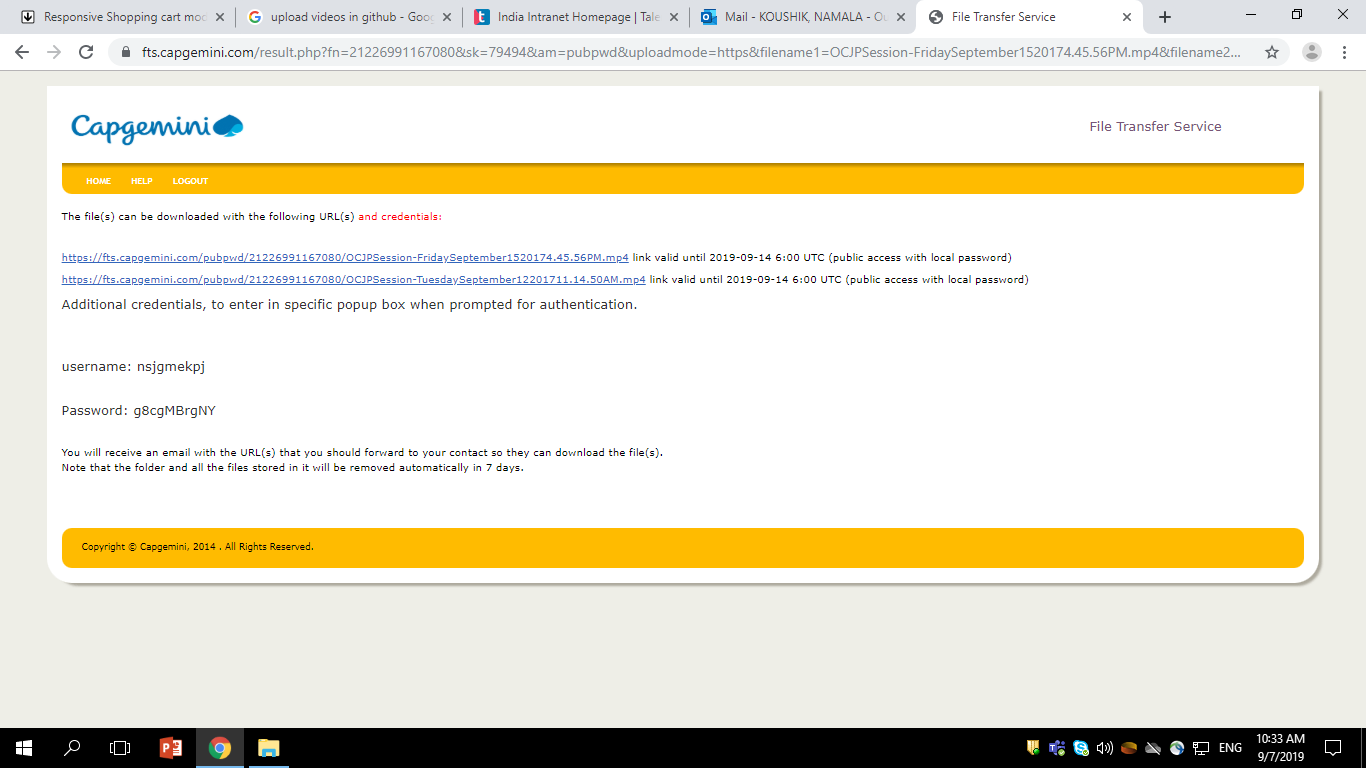 Responsive Shopping cart moc
upload videos in github - Goo
India Intranet Homepage | Tale
Mail - KOUSHIK, NAMALA - Ou
File Transfer Service
fts.capgemini.com/result.php?fn=21226991167080&sk=79494&am=pubpwd&uploadmode=https&filename1=OCJPSession-FridaySeptember1520174.45.56PM.mp4&filename2...
Capgemini
File Transfer Service
HOME HELP LOGOUT
The file(s) can be downloaded with the following URL(s) and credentials:
https://fts.capgemini.com/pubpwd/21226991167080/OCJPSession-FridaySeptember1520174.45.56PM.mp4 link valid until 2019-09-14 6:00 UTC (public access with local password)
https://fts.capgemini.com/pubpwd/21226991167080/OCJPSession-TuesdaySeptember12201711.14.50AM.mp4 link valid until 2019-09-14 6:00 UTC (public access with local password)
Additional credentials, to enter in specific popup box when prompted for authentication.
username: nsjgmekpj
Password: g8cgMBrgNY
You will receive an email with the URL(s) that you should forward to your contact so they can download the file(s).
Note that the folder and all the files stored in it will be removed automatically in 7 days.
Copyright © Capgemini, 2014 . All Rights Reserved.
ENG
10:33 AM
9/7/2019